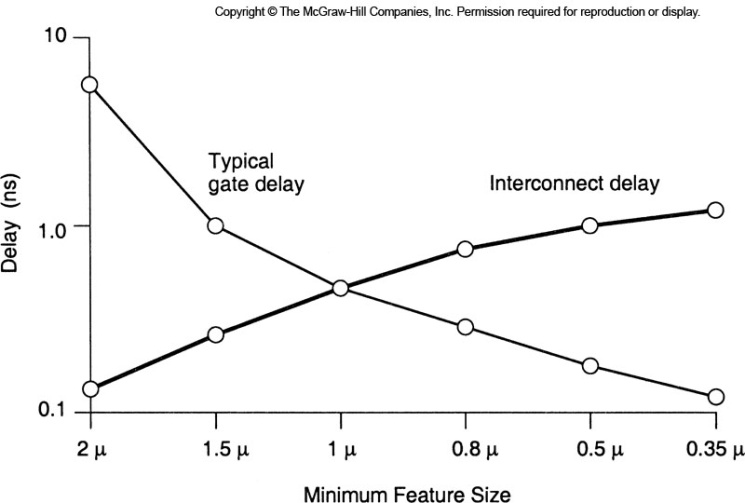 Copyright © The McGraw-Hill Companies, Inc. Permission required for reproduction or display.
10
Typical
gate delay
Interconnect delay
Delay (ns)
1.0
0.1
2 μ 1.5 μ 1 μ 0.8 μ 0.5 μ 0.35 μ
Minimum Feature Size